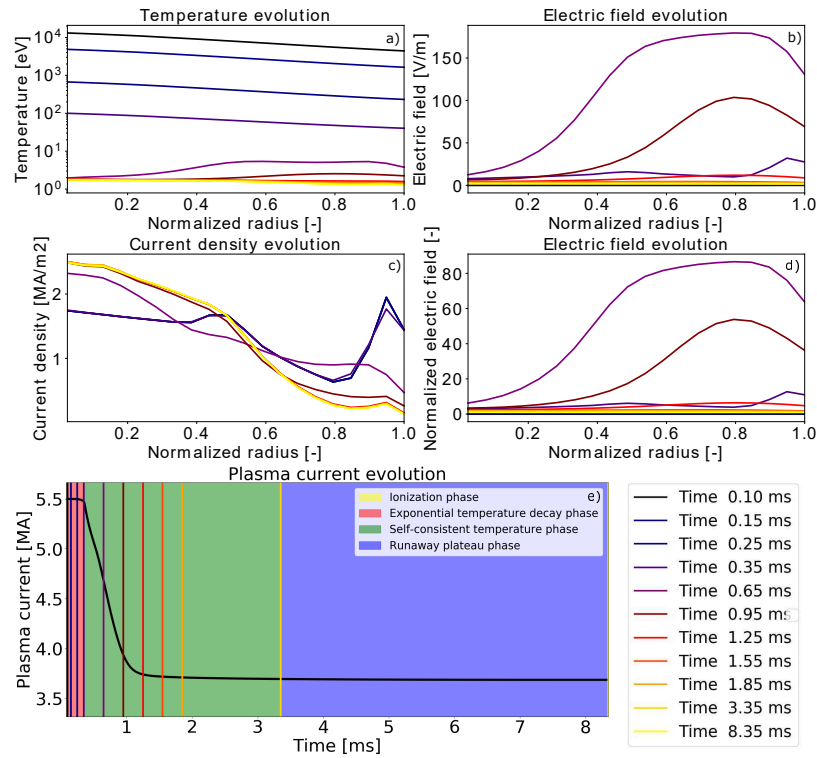 Temperature evolution
a)
Temperature [eV]
10^4
10^3
10^2
10^1
10^0
0.2 0.4 0.6 0.8 1.0
Normalized radius [-]
Electric field evolution
b)
Electric field [V/m]
150
100
50
0
0.2 0.4 0.6 0.8 1.0
Normalized radius [-]
Current density evolution
c)
Current density [MA/m2]
2
1
0.2 0.4 0.6 0.8 1.0
Normalized radius [-]
Electric field evolution
d)
Normalized electric field [-]
80
60
40
20
0
0.2 0.4 0.6 0.8 1.0
Normalized radius [-]
Plasma current evolution
e)
Plasma current [MA]
5.5
5.0
4.5
4.0
3.5
1 2 3 4 5 6 7 8
Time [ms]
Ionization phase
Exponential temperature decay phase
Self-consistent temperature phase
Runaway plateau phase
Time 0.10 ms
Time 0.15 ms
Time 0.25 ms
Time 0.35 ms
Time 0.65 ms
Time 0.95 ms
Time 1.25 ms
Time 1.55 ms
Time 1.85 ms
Time 3.35 ms
Time 8.35 ms